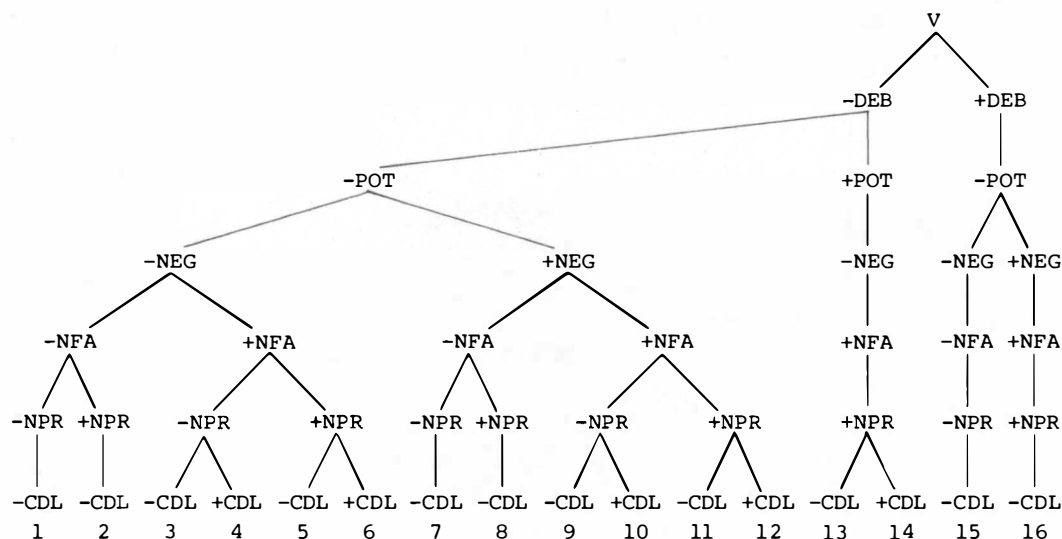 V
-DEB +DEB
-POT +POT -POT
-NEG +NEG -NEG -NEG +NEG
-NFA +NFA -NFA +NFA +NFA -NFA +NFA
-NPR +NPR -NPR +NPR -NPR +NPR -NPR +NPR +NPR -NPR +NPR
-CDL -CDL -CDL +CDL -CDL +CDL -CDL -CDL -CDL +CDL -CDL +CDL -CDL +CDL -CDL -CDL
1 2 3 4 5 6 7 8 9 10 11 12 13 14 15 16